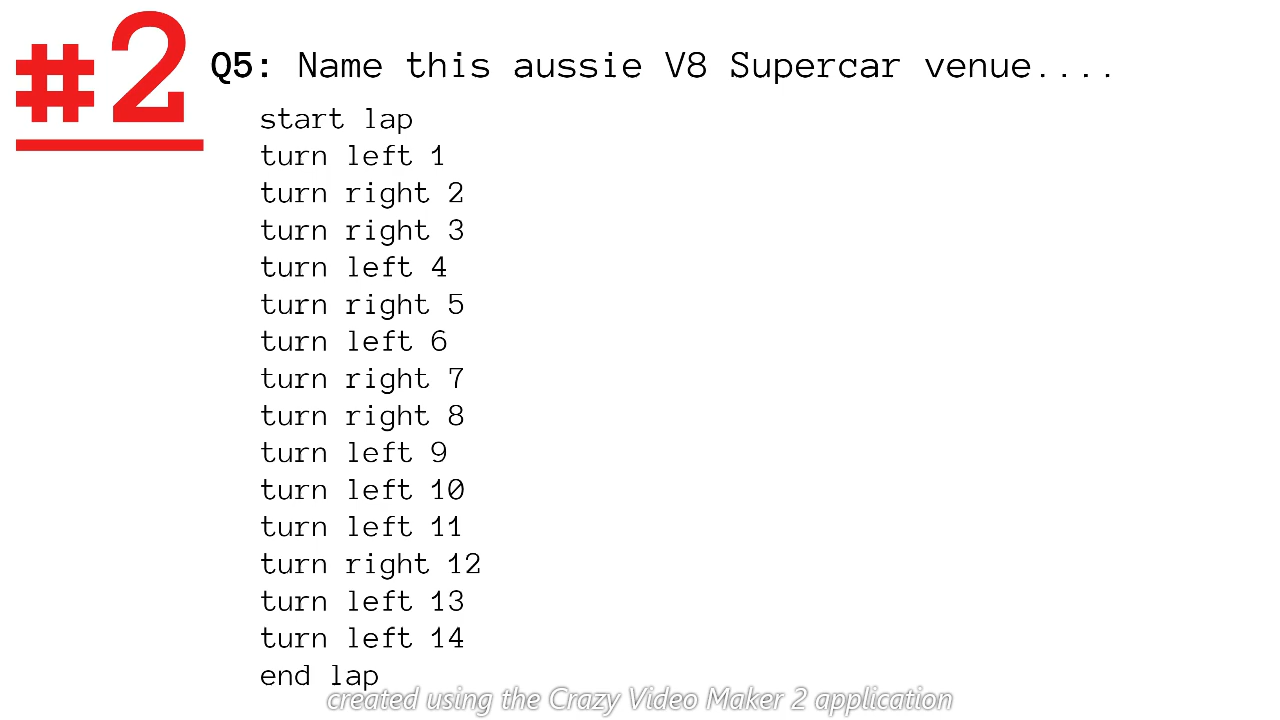 #2
Q5: Name this aussie V8 Supercar venue....
start lap
turn left 1
turn right 2
turn right 3
turn left 4
turn right 5
turn left 6
turn right 7
turn right 8
turn left 9
turn left 10
turn left 11
turn right 12
turn left 13
turn left 14
end lap
created using the Crazy Video Maker 2 application